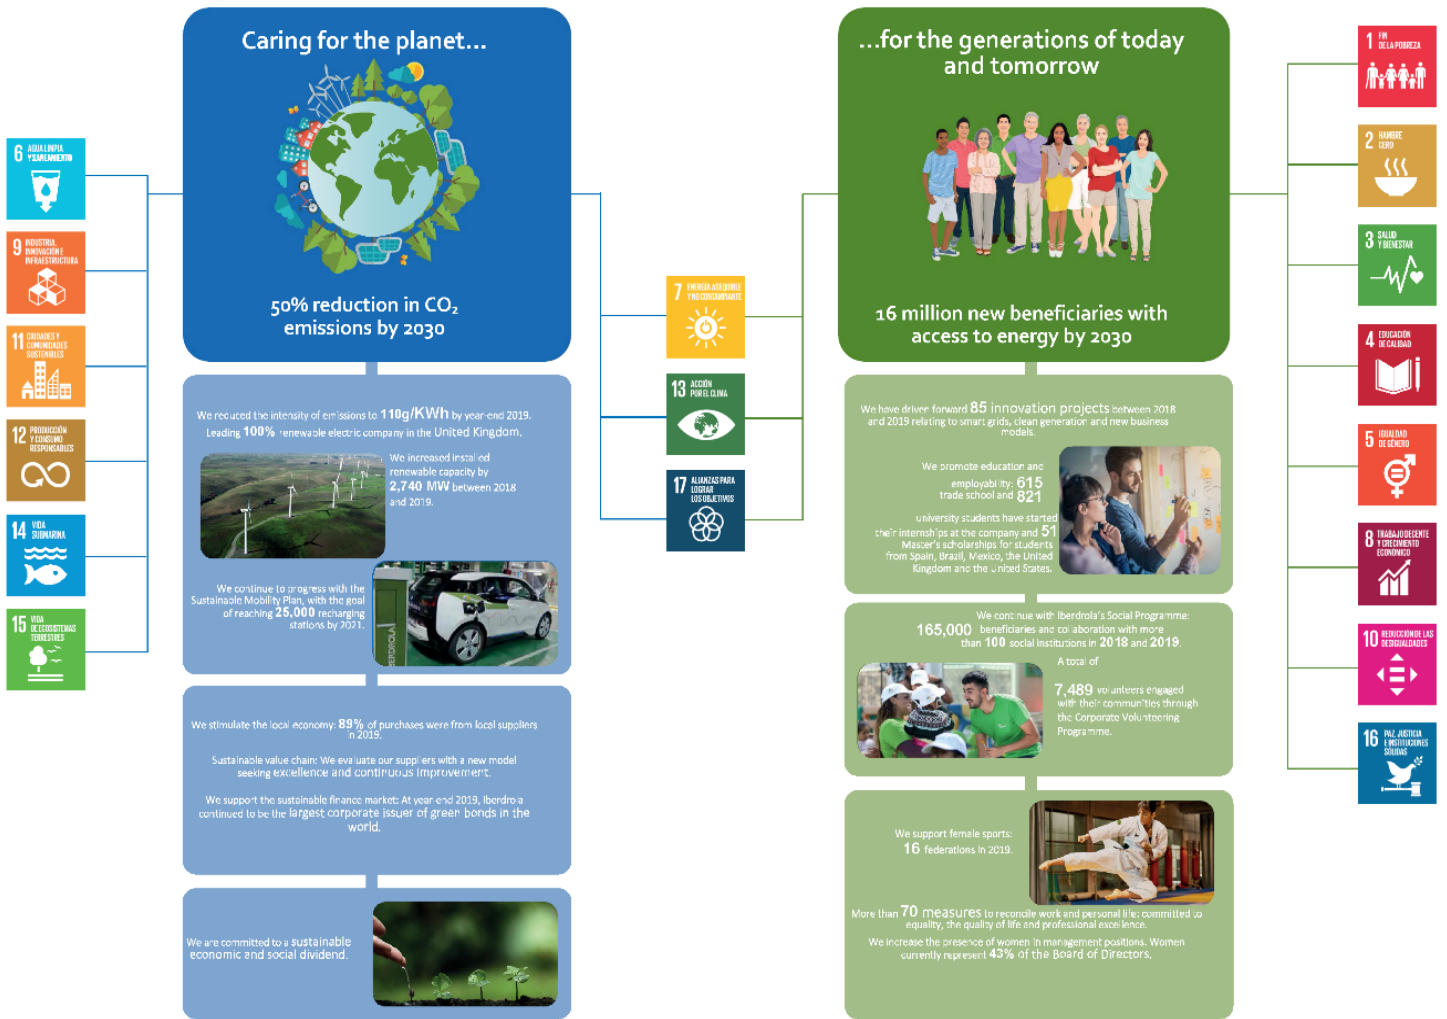 Caring for the planet...
50% reduction in CO₂
emissions by 2030
We reduced the intensity of emissions to 110g/KWh by year-end 2019.
Leading 100% renewable electric company in the United Kingdom.
We increased installed
renewable capacity by
2,740 MW between 2018
and 2019.
We continue to progress with the
Sustainable Mobility Plan, with the goal
of reaching 25,000 recharging
stations by 2021.
IBERDROLA
We stimulate the local economy: 89% of purchases were from local suppliers
in 2019.
Sustainable value chain: We evaluate our suppliers with a new model
seeking excellence and continuous improvement.
We support the sustainable finance market: At year-end 2019, Iberdrola
continued to be the largest corporate issuer of green bonds in the
world.
We are committed to a sustainable
economic and social dividend.
6 AGUA LIMPIA
Y SANEAMIENTO
9 INDUSTRIA,
INNOVACIÓN E
INFRAESTRUCTURA
11 CIUDADES Y
COMUNIDADES
SOSTENIBLES
12 PRODUCCIÓN
Y CONSUMO
RESPONSABLES
14 VIDA
SUBMARINA
15 VIDA
DE ECOSISTEMAS
TERRESTRES
7 ENERGÍA ASEQUIBLE
Y NO CONTAMINANTE
13 ACCIÓN
POR EL CLIMA
17 ALIANZAS PARA
LOGRAR
LOS OBJETIVOS
...for the generations of today
and tomorrow
16 million new beneficiaries with
access to energy by 2030
We have driven forward 85 innovation projects between 2018
and 2019 relating to smart grids, clean generation and new business
models.
We promote education and
employability: 615
trade school and 821
university students have started
their internships at the company and 51
Master's scholarships for students
from Spain, Brazil, Mexico, the United
Kingdom and the United States.
We continue with Iberdrola's Social Programme:
165,000 beneficiaries and collaboration with more
than 100 social institutions in 2018 and 2019.
A total of
7,489 volunteers engaged
with their communities through
the Corporate Volunteering
Programme.
We support female sports:
16 federations in 2019.
More than 70 measures to reconcile work and personal life: committed to
equality, the quality of life and professional excellence.
We increase the presence of women in management positions. Women
currently represent 43% of the Board of Directors.
1 FIN
DE LA POBREZA
2 HAMBRE
CERO
3 SALUD
Y BIENESTAR
4 EDUCACIÓN
DE CALIDAD
5 IGUALDAD
DE GÉNERO
8 TRABAJO DECENTE
Y CRECIMIENTO
ECONÓMICO
10 REDUCCIÓN DE LAS
DESIGUALDADES
16 PAZ, JUSTICIA
E INSTITUCIONES
SÓLIDAS